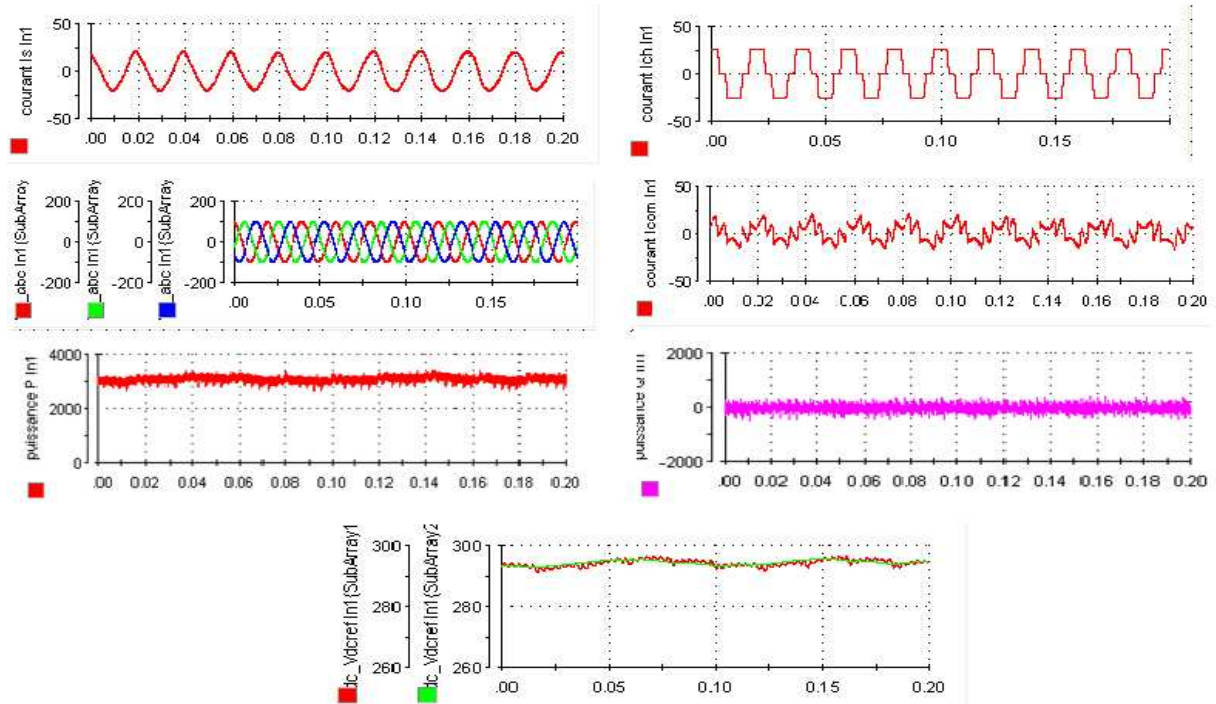 courant Is In1
50
0
-50
.00 0.02 0.04 0.06 0.08 0.10 0.12 0.14 0.16 0.18 0.20
courant Ich In1
50
0
-50
.00 0.05 0.10 0.15
_abc In1(SubArray
200
0
-200
_abc In1(SubArray
200
0
-200
_abc In1(SubArray
200
0
-200
.00 0.05 0.10 0.15
courant Icom In1
50
0
-50
.00 0.02 0.04 0.06 0.08 0.10 0.12 0.14 0.16 0.18 0.20
puissance P In1
4000
2000
0
.00 0.02 0.04 0.06 0.08 0.10 0.12 0.14 0.16 0.18 0.20
puissance
2000
0
-2000
.00 0.02 0.04 0.06 0.08 0.10 0.12 0.14 0.16 0.18 0.20
dc_Vdcref In1(SubArray1
300
280
260
dc_Vdcref In1(SubArray2
300
280
260
.00 0.05 0.10 0.15 0.20